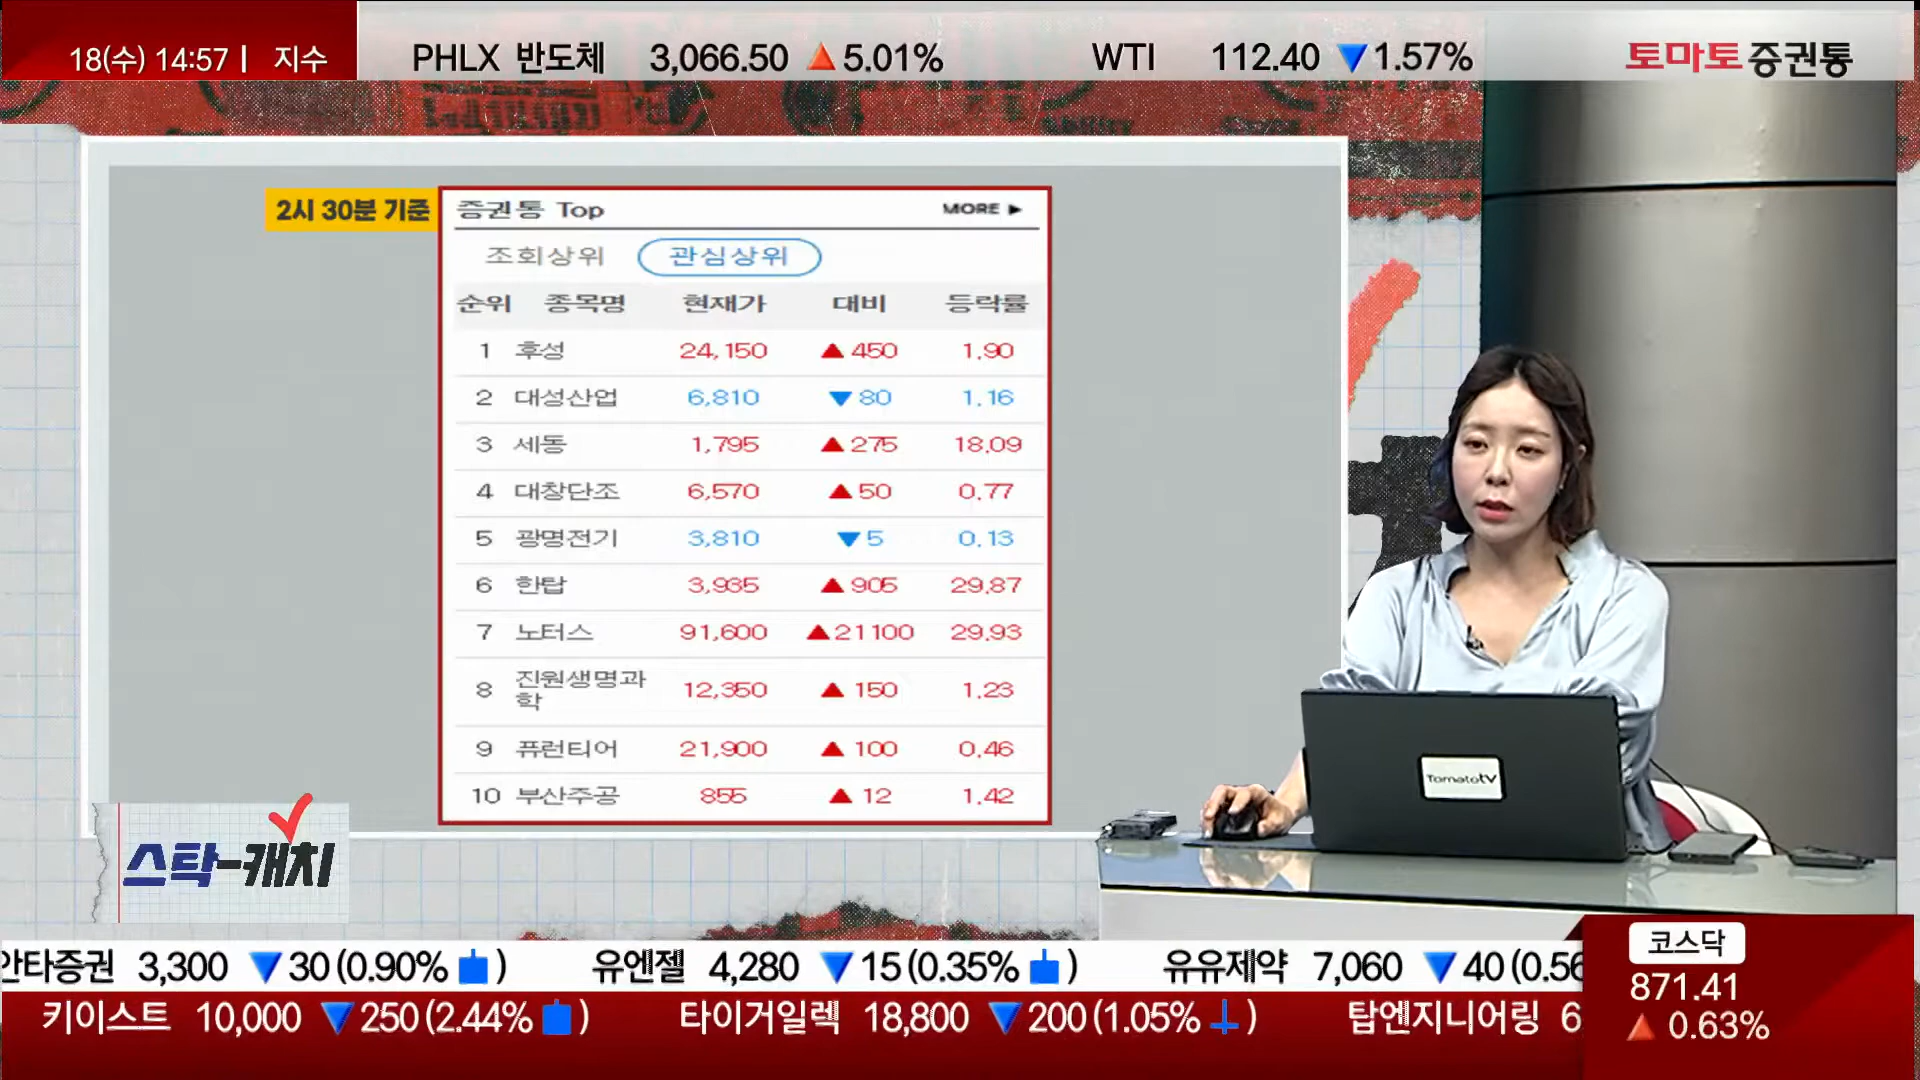 18(수) 14:57 | 지수 PHLX 반도체 3,066.50 ▲5.01% WTI 112.40 ▼1.57% 토마토증권통
2시 30분 기준
증권통 Top MORE ▶
조회상위 관심상위
순위 종목명 현재가 대비 등락률
1 후성 24,150 ▲450 1.90
2 대성산업 6,810 ▼80 1.16
3 세동 1,795 ▲275 18.09
4 대창단조 6,570 ▲50 0.77
5 광명전기 3,810 ▼5 0.13
6 한탑 3,935 ▲905 29.87
7 노터스 91,600 ▲21100 29.93
8 진원생명과
학 12,350 ▲150 1.23
9 퓨런티어 21,900 ▲100 0.46
10 부산주공 855 ▲12 1.42
TomatoTV
스탁-캐치
안타증권 3,300 ▼30(0.90%) 유엔젤 4,280 ▼15(0.35%) 유유제약 7,060 ▼40(0.56
키이스트 10,000 ▼250(2.44%) 타이거일렉 18,800 ▼200(1.05%) 탑엔지니어링 6
코스닥
871.41
▲0.63%